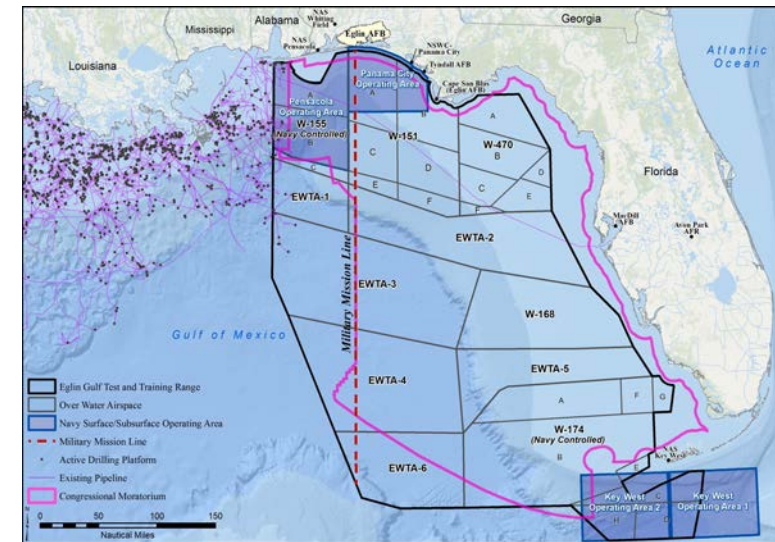 Mississippi
Alabama
Georgia
Louisiana
NAS
Whiting
Field
NAS
Pensacola
Eglin AFB
NSWC-
Panama City
Tyndall AFB
Cape San Blas
(Eglin AFB)
Atlantic
Ocean
Pensacola
Operating Area
A
W-155
(Navy Controlled)
B
C
Panama City
Operating Area
A
B
W-151
C
D
E
F
A
W-470
B
C
D
E
F
Florida
MacDill
AFB
Avon Park
AFR
EWTA-1
EWTA-2
EWTA-3
Military Mission Line
W-168
Gulf of Mexico
EWTA-4
EWTA-5
A
F
G
W-174
(Navy Controlled)
B
E
EWTA-6
NAS
Key West
Key West
Operating Area 2
Key West
Operating Area 1
C
H
D
Eglin Gulf Test and Training Range
Over Water Airspace
Navy Surface/Subsurface Operating Area
Military Mission Line
Active Drilling Platform
Existing Pipeline
Congressional Moratorium
0 50 100 150
Nautical Miles